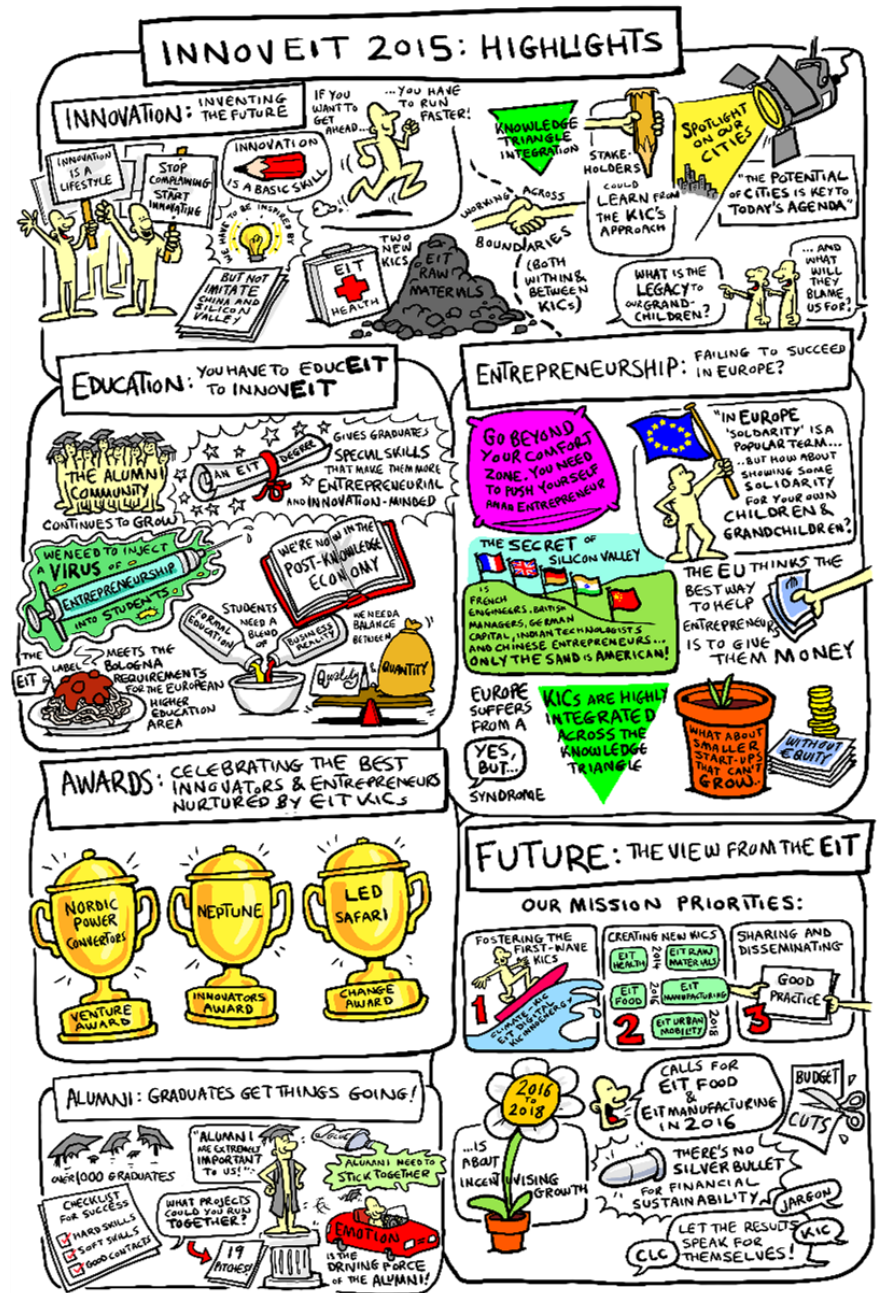 INNOVEIT 2015: HIGHLIGHTS
INNOVATION: INVENTING
THE FUTURE
INNOVATION
IS A
LIFESTYLE
STOP
COMPLAINING
START
INNOVATING
INNOVATION
IS A BASIC SKILL
IF YOU
WANT TO
GET
AHEAD...
...YOU HAVE
TO RUN
FASTER!
WE HAVE TO BE INSPIRED BY
BUT NOT
IMITATE
CHINA AND
SILICON
VALLEY
TWO
NEW
KICS
EIT
HEALTH
EIT
RAW
MATERIALS
KNOWLEDGE
TRIANGLE
INTEGRATION
WORKING ACROSS
BOUNDARIES
(BOTH
WITHIN &
BETWEEN
KICs)
STAKE-
HOLDERS
COULD
LEARN FROM
THE KIC'S
APPROACH
SPOTLIGHT
ON OUR
CITIES
"THE POTENTIAL
OF CITIES IS KEY TO
TODAY'S AGENDA"
WHAT IS THE
LEGACY TO
OUR GRAND-
CHILDREN?
... AND
WHAT
WILL
THEY
BLAME
US FOR?
EDUCATION: YOU HAVE TO EDUCEIT
TO INNOVEIT
THE ALUMNI
COMMUNITY
CONTINUES TO GROW
AN EIT DEGREE
GIVES GRADUATES
SPECIAL SKILLS
THAT MAKE THEM MORE
ENTREPRENEURIAL
AND INNOVATION-MINDED
WE NEED TO INJECT
A VIRUS OF
ENTREPRENEURSHIP
INTO STUDENTS
WE'RE NOW IN THE
POST-KNOWLEDGE
ECONOMY
THE
EIT
LABEL
MEETS THE
BOLOGNA
REQUIREMENTS
FOR THE EUROPEAN
HIGHER
EDUCATION
AREA
STUDENTS
NEED A
BLEND
OF
FORMAL
EDUCATION
BUSINESS
REALITY
WE NEED A
BALANCE
BETWEEN
Quality
&
QUANTITY
ENTREPRENEURSHIP: FAILING TO SUCCEED
IN EUROPE?
GO BEYOND
YOUR COMFORT
ZONE. YOU NEED
TO PUSH YOURSELF
AS AN ENTREPRENEUR
"IN EUROPE
'SOLDARITY' IS A
POPULAR TERM...
..BUT HOW ABOUT
SHOWING SOME
SOLIDARITY
FOR YOUR OWN
CHILDREN &
GRANDCHILDREN?
THE SECRET OF
SILICON VALLEY
IS
FRENCH
ENGINEERS, BRITISH
MANAGERS, GERMAN
CAPITAL, INDIAN TECHNOLOGISTS
AND CHINESE ENTREPRENEURS...
ONLY THE SAND IS AMERICAN!
THE EU THINKS THE
BEST WAY
TO HELP
ENTREPRENEURS
IS TO GIVE
THEM MONEY
EUROPE
SUFFERS
FROM A
YES,
BUT...
SYNDROME
KICs ARE HIGHLY
INTEGRATED
ACROSS THE
KNOWLEDGE
TRIANGLE
WHAT ABOUT
SMALLER
START-UPS
THAT CAN'T
GROW..
WITHOUT
EQUITY
AWARDS: CELEBRATING THE BEST
INNOVATORS & ENTREPRENEURS
NURTURED BY EIT KICs
NORDIC
POWER
CONVERTORS
VENTURE
AWARD
NEPTUNE
INNOVATORS
AWARD
LED
SAFARI
CHANGE
AWARD
FUTURE: THE VIEW FROM THE EIT
OUR MISSION PRIORITIES:
FOSTERING THE
FIRST-WAVE
KICS
1
CLIMATE-KIC
EIT DIGITAL
KIC INNOENERGY
CREATING NEW KICS
EIT
HEALTH
2014
EIT RAW
MATERIALS
EIT
FOOD
2016
EIT
MANUFACTURING
2
EIT URBAN
MOBILITY
2018
SHARING AND
DISSEMINATING
3
GOOD
PRACTICE
2016
TO
2018
...IS
ABOUT
INCENTIVISING
GROWTH
CALLS FOR
EIT FOOD
&
EIT MANUFACTURING
IN 2016
BUDGET
CUTS
THERE'S NO
SILVER BULLET
FOR FINANCIAL
SUSTAINABILITY
JARGON
KIC
CLC
LET THE RESULTS
SPEAK FOR
THEMSELVES!
ALUMNI: GRADUATES GET THINGS GOING!
OVER 1000 GRADUATES
"ALUMNI
ARE EXTREMELY
IMPORTANT
TO US!"
GLUE
ALUMNI NEED TO
STICK TOGETHER
CHECKLIST
FOR SUCCESS
HARD SKILLS
SOFT SKILLS
GOOD CONTACTS
WHAT PROJECTS
COULD YOU RUN
TOGETHER?
19
PITCHES!
EMOTION
IS THE
DRIVING FORCE
OF THE ALUMNI!